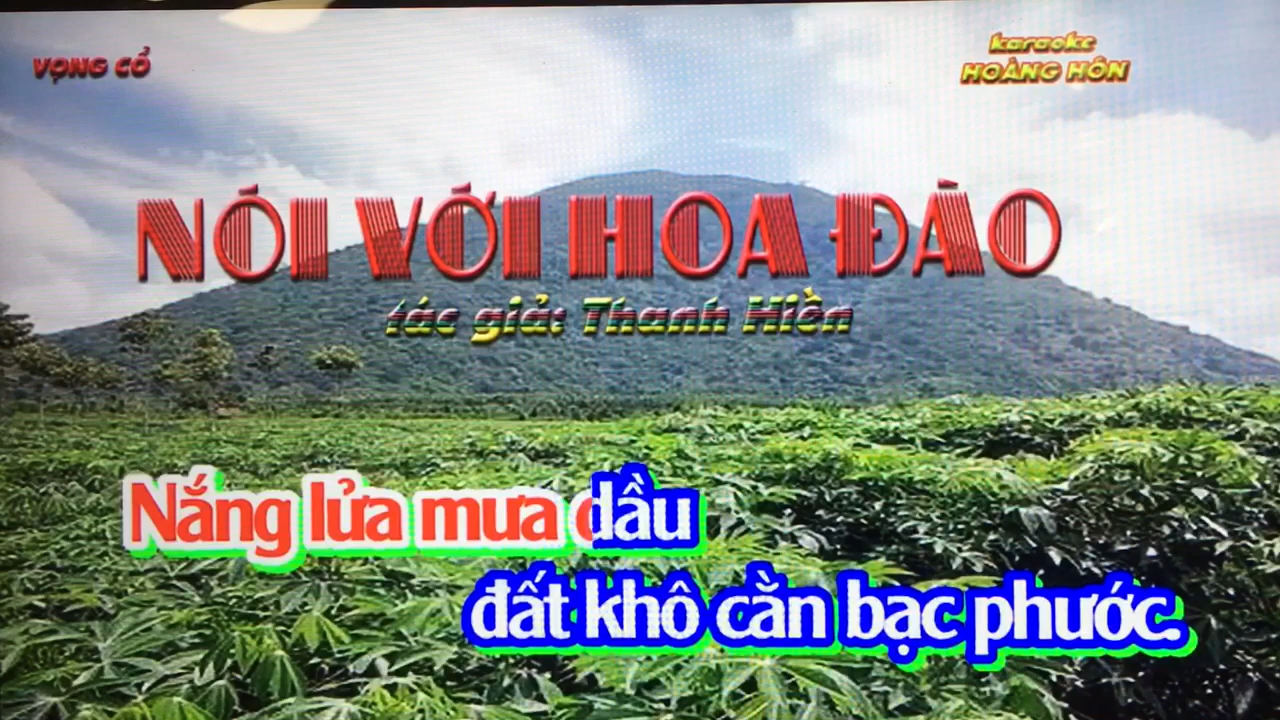 VỌNG CỔ
karaoke
HOÀNG HÔN
NÓI VỚI HOA ĐÀO
tác giả: Thanh Hiền
Nắng lửa mưa dầu
đất khô cằn bạc phước.